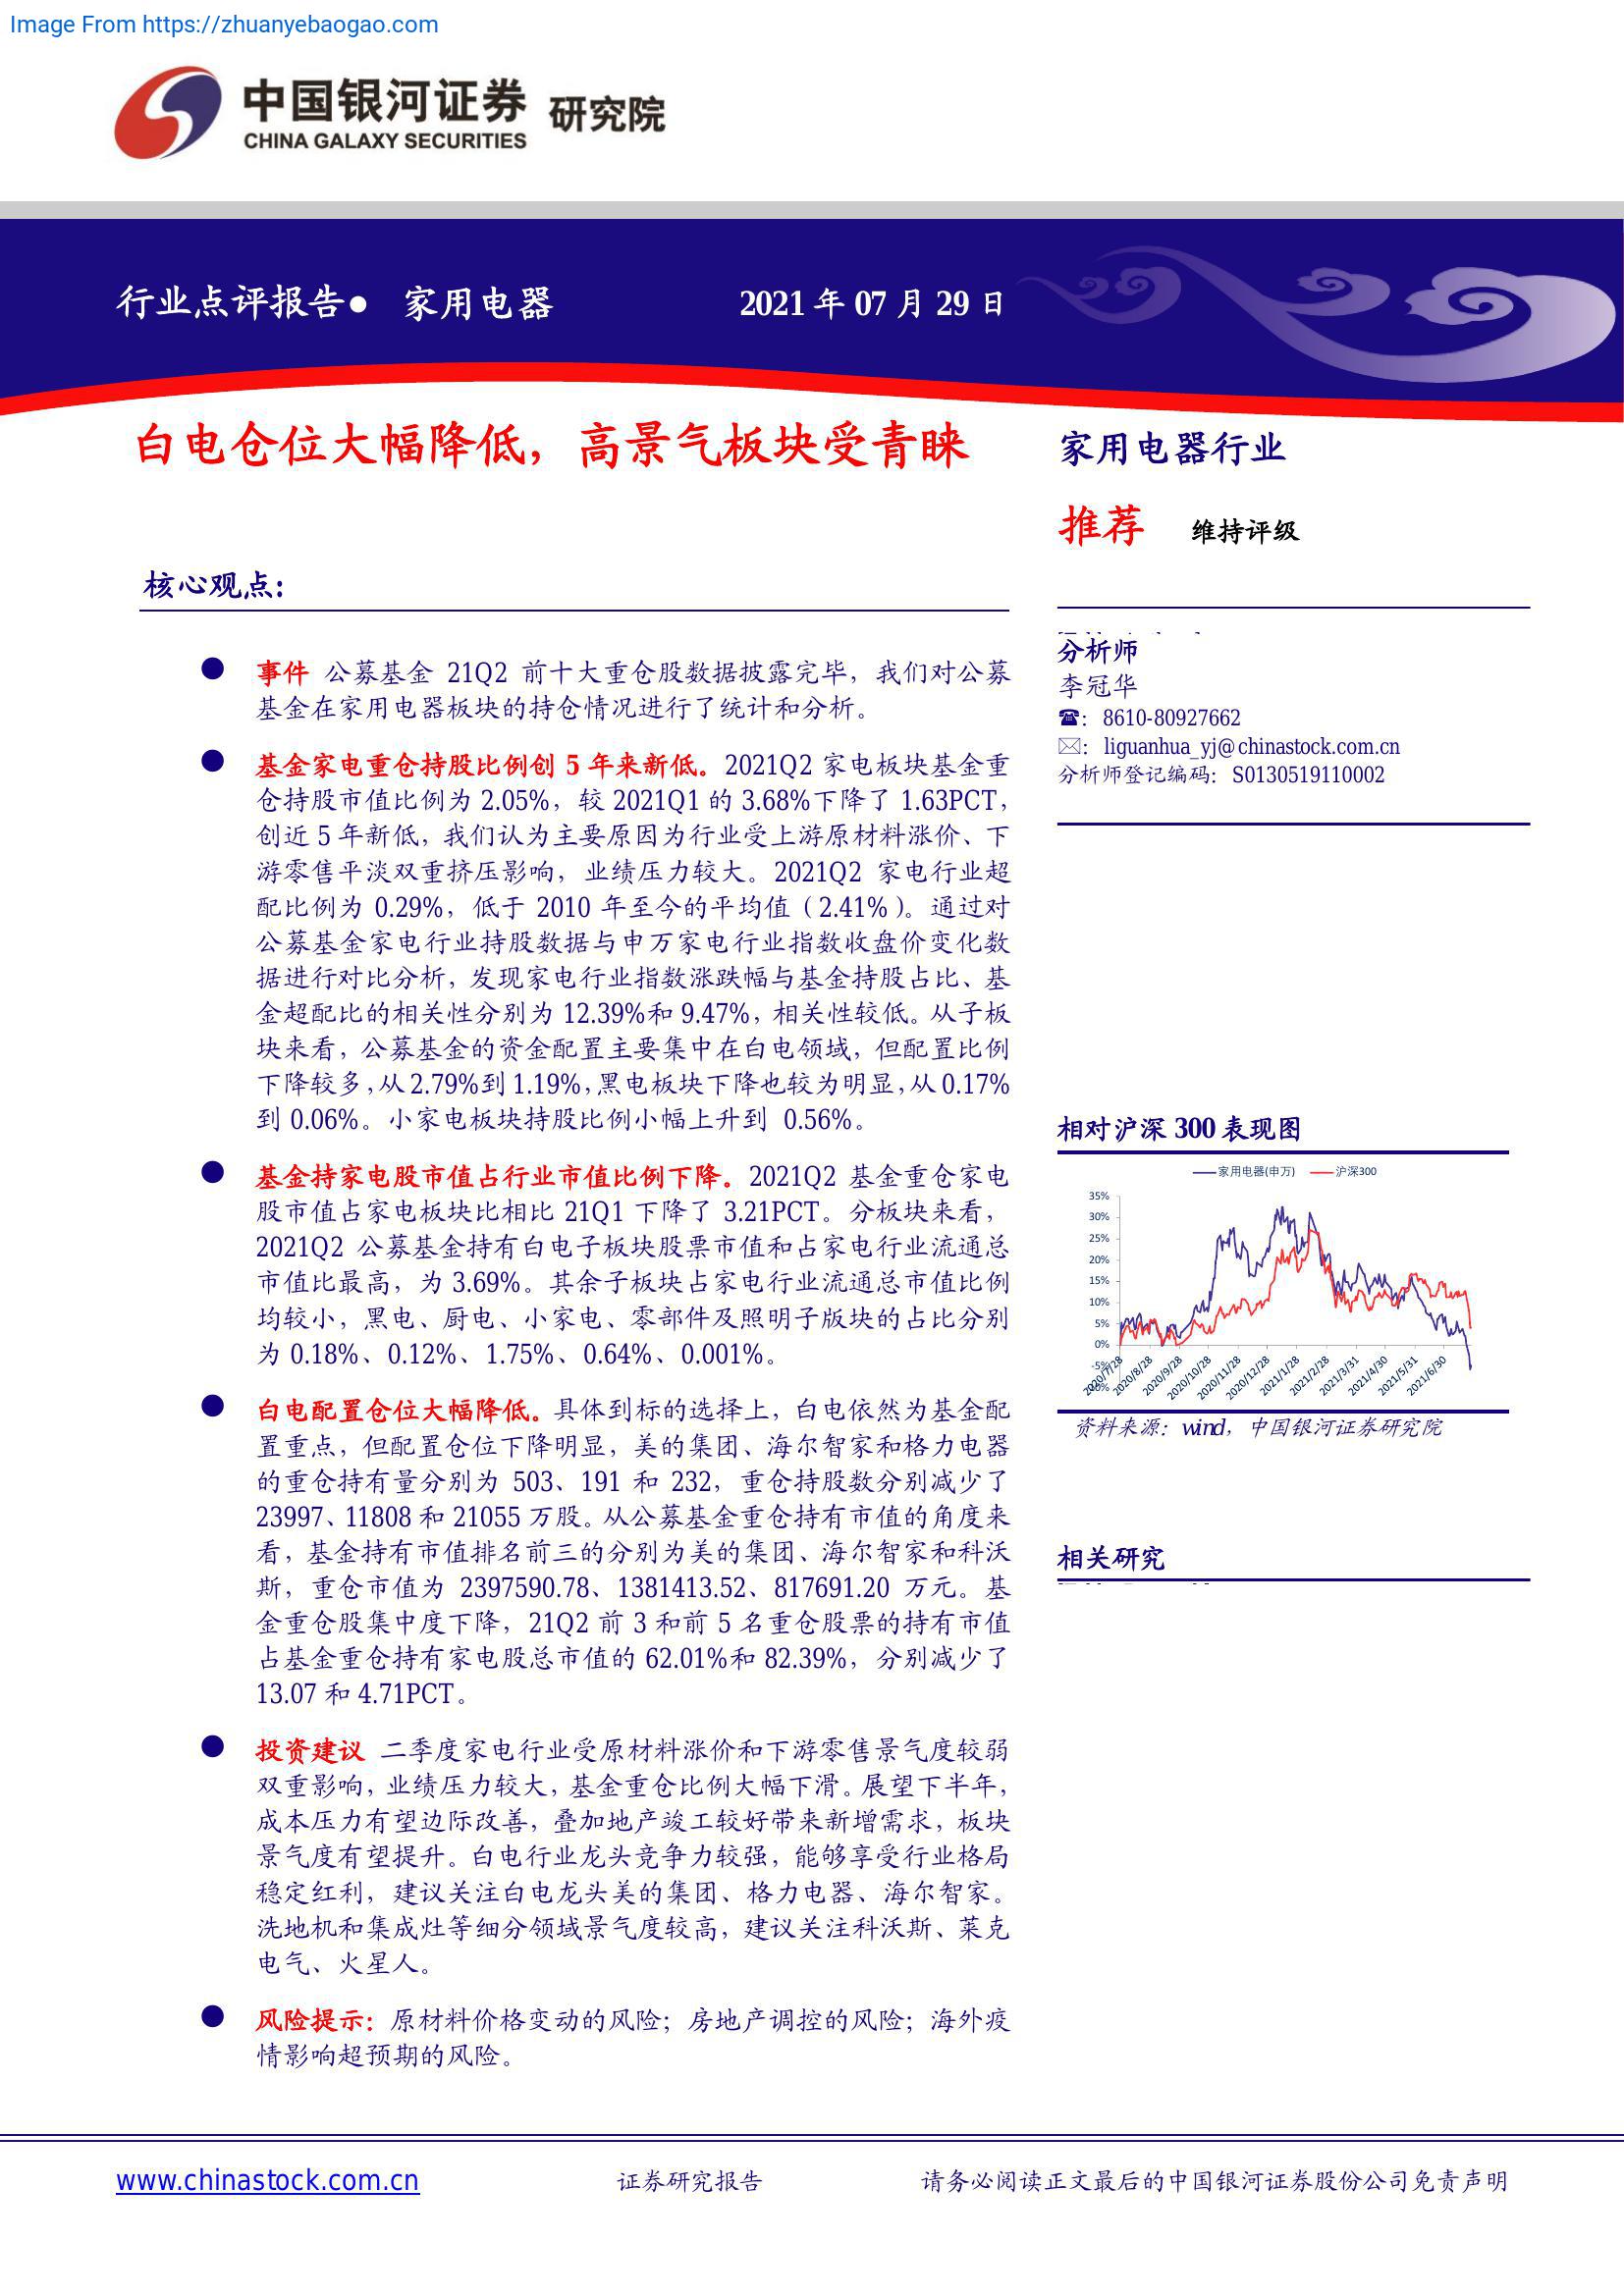 Image From https://zhuanyebaogao.com
中国银河证券 研究院
CHINA GALAXY SECURITIES
行业点评报告● 家用电器 2021 年 07 月 29 日
白电仓位大幅降低，高景气板块受青睐
核心观点：
● 事件 公募基金 21Q2 前十大重仓股数据披露完毕，我们对公募
基金在家用电器板块的持仓情况进行了统计和分析。
● 基金家电重仓持股比例创 5 年来新低。2021Q2 家电板块基金重
仓持股市值比例为 2.05%，较 2021Q1 的 3.68%下降了 1.63PCT，
创近 5 年新低，我们认为主要原因为行业受上游原材料涨价、下
游零售平淡双重挤压影响，业绩压力较大。2021Q2 家电行业超
配比例为 0.29%，低于 2010 年至今的平均值（2.41%）。通过对
公募基金家电行业持股数据与申万家电行业指数收盘价变化数
据进行对比分析，发现家电行业指数涨跌幅与基金持股占比、基
金超配比的相关性分别为 12.39%和 9.47%，相关性较低。从子板
块来看，公募基金的资金配置主要集中在白电领域，但配置比例
下降较多，从 2.79%到 1.19%，黑电板块下降也较为明显，从 0.17%
到 0.06%。小家电板块持股比例小幅上升到 0.56%。
● 基金持家电股市值占行业市值比例下降。2021Q2 基金重仓家电
股市值占家电板块比相比 21Q1 下降了 3.21PCT。分板块来看，
2021Q2 公募基金持有白电子板块股票市值和占家电行业流通总
市值比最高，为 3.69%。其余子板块占家电行业流通总市值比例
均较小，黑电、厨电、小家电、零部件及照明子版块的占比分别
为 0.18%、0.12%、1.75%、0.64%、0.001%。
● 白电配置仓位大幅降低。具体到标的选择上，白电依然为基金配
置重点，但配置仓位下降明显，美的集团、海尔智家和格力电器
的重仓持有量分别为 503、191 和 232，重仓持股数分别减少了
23997、11808 和 21055 万股。从公募基金重仓持有市值的角度来
看，基金持有市值排名前三的分别为美的集团、海尔智家和科沃
斯，重仓市值为 2397590.78、1381413.52、817691.20 万元。基
金重仓股集中度下降，21Q2 前 3 和前 5 名重仓股票的持有市值
占基金重仓持有家电股总市值的 62.01%和 82.39%，分别减少了
13.07 和 4.71PCT。
● 投资建议 二季度家电行业受原材料涨价和下游零售景气度较弱
双重影响，业绩压力较大，基金重仓比例大幅下滑。展望下半年，
成本压力有望边际改善，叠加地产竣工较好带来新增需求，板块
景气度有望提升。白电行业龙头竞争力较强，能够享受行业格局
稳定红利，建议关注白电龙头美的集团、格力电器、海尔智家。
洗地机和集成灶等细分领域景气度较高，建议关注科沃斯、莱克
电气、火星人。
● 风险提示：原材料价格变动的风险；房地产调控的风险；海外疫
情影响超预期的风险。
家用电器行业
推荐 维持评级
分析师
李冠华
☎：8610-80927662
✉：liguanhua_yj@chinastock.com.cn
分析师登记编码：S0130519110002
相对沪深 300 表现图
家用电器(申万) 沪深300
35%
30%
25%
20%
15%
10%
5%
0%
-5%
2020/7/28 2020/8/28 2020/9/28 2020/10/28 2020/11/28 2020/12/28 2021/1/28 2021/2/28 2021/3/31 2021/4/30 2021/5/31 2021/6/30
资料来源：wind，中国银河证券研究院
相关研究
www.chinastock.com.cn 证券研究报告 请务必阅读正文最后的中国银河证券股份公司免责声明